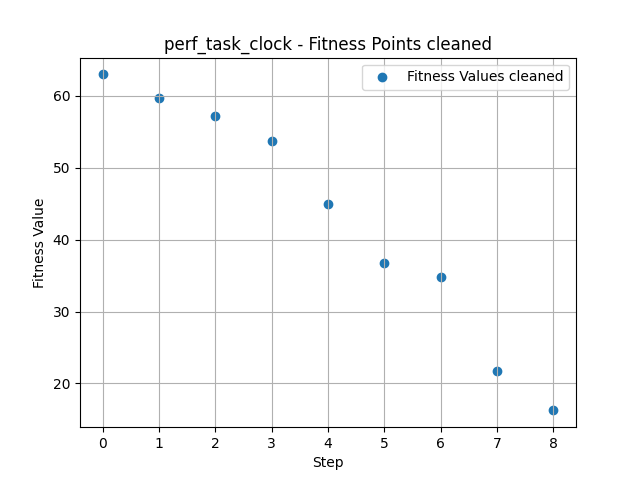 perf_task_clock - Fitness Points cleaned
Fitness Values cleaned
Fitness Value
60
50
40
30
20
0 1 2 3 4 5 6 7 8
Step